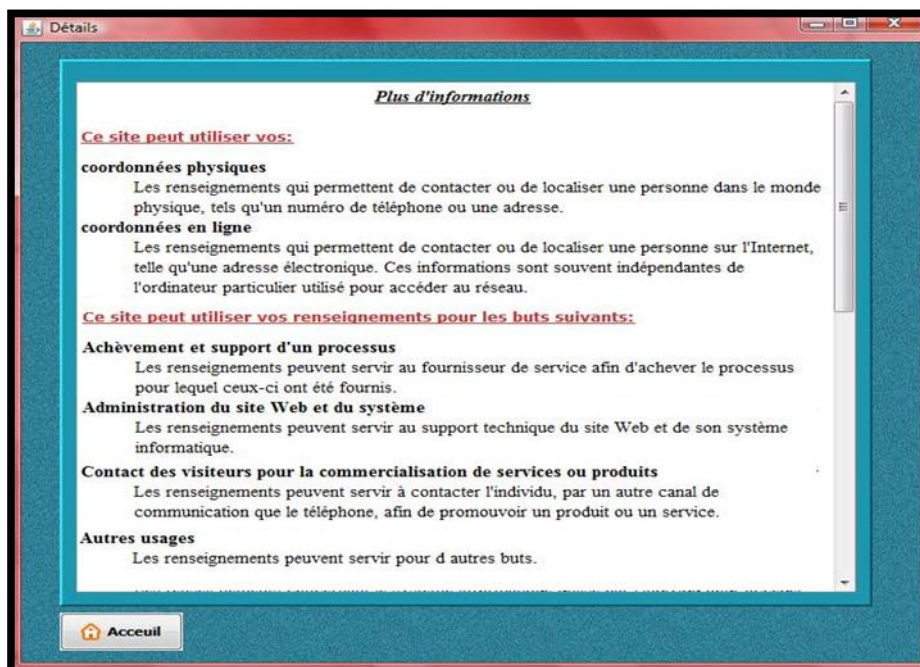 Détails
Plus d'informations
Ce site peut utiliser vos:
coordonnées physiques
Les renseignements qui permettent de contacter ou de localiser une personne dans le monde
physique, tels qu'un numéro de téléphone ou une adresse.
coordonnées en ligne
Les renseignements qui permettent de contacter ou de localiser une personne sur l'Internet,
telle qu'une adresse électronique. Ces informations sont souvent indépendantes de
l'ordinateur particulier utilisé pour accéder au réseau.
Ce site peut utiliser vos renseignements pour les buts suivants:
Achèvement et support d'un processus
Les renseignements peuvent servir au fournisseur de service afin d'achever le processus
pour lequel ceux-ci ont été fournis.
Administration du site Web et du système
Les renseignements peuvent servir au support technique du site Web et de son système
informatique.
Contact des visiteurs pour la commercialisation de services ou produits
Les renseignements peuvent servir à contacter l'individu, par un autre canal de
communication que le téléphone, afin de promouvoir un produit ou un service.
Autres usages
Les renseignements peuvent servir pour d autres buts.
Acceuil